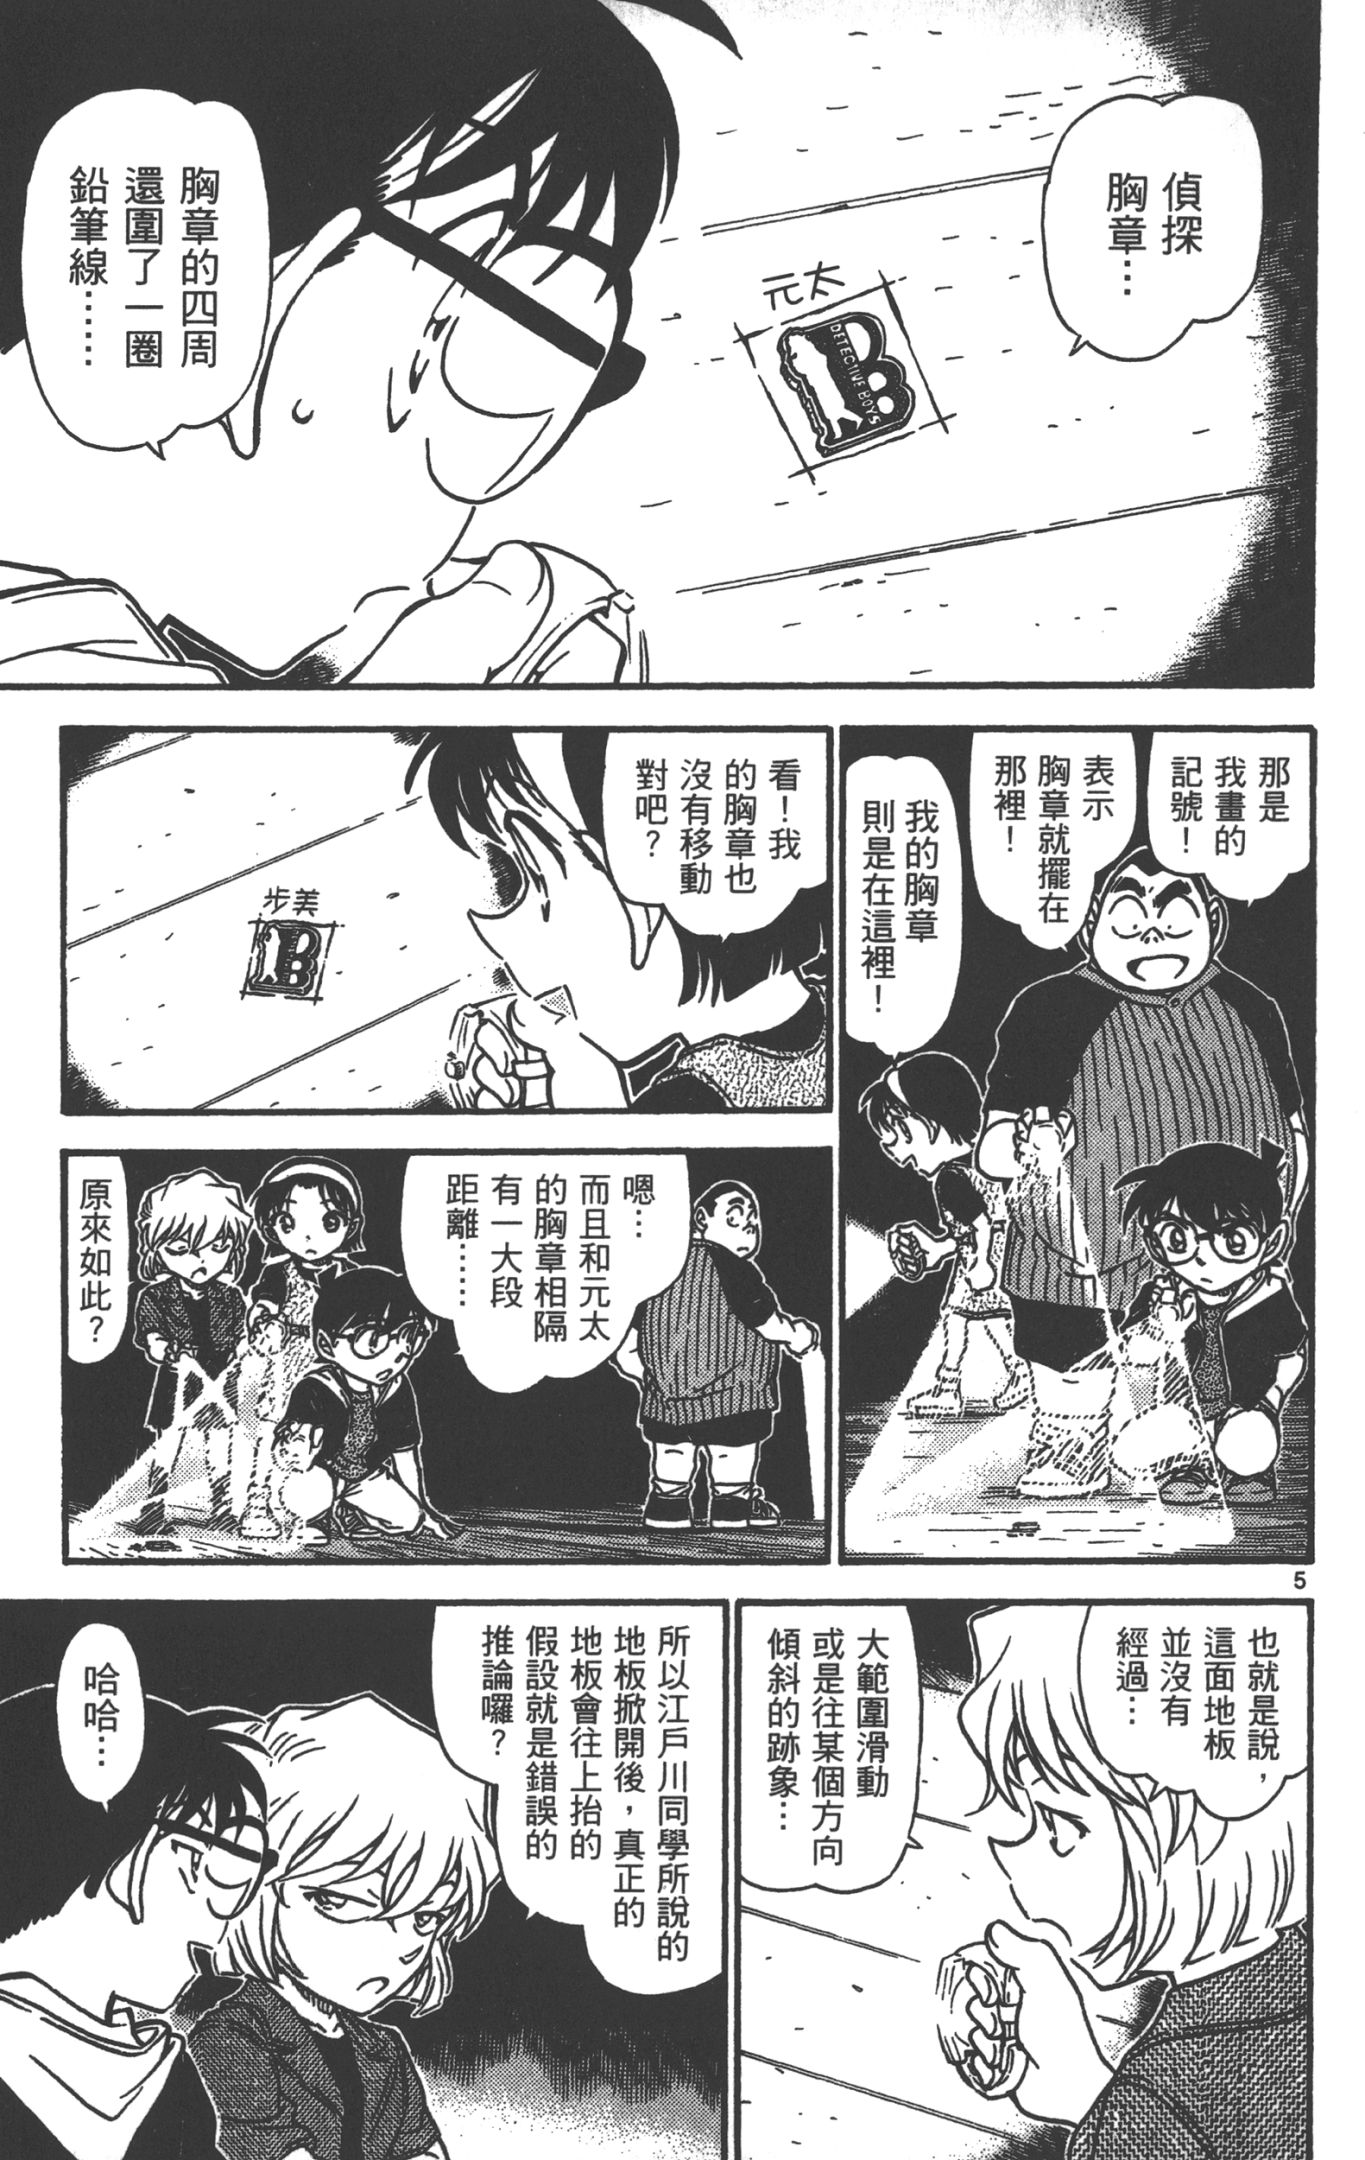 偵探
胸章…
元太
DETECTIVE BOYS
胸章的四周
還圍了一圈
鉛筆線……
那是
我畫的
記號！
表示
胸章就擺在
那裡！
我的胸章
則是在這裡！
看！我
的胸章也
沒有移動
對吧？
步美
嗯…
而且和元太
的胸章相隔
有一大段
距離……
原來如此？
5
也就是說，
這面地板
並沒有
經過…
大範圍滑動
或是往某個方向
傾斜的跡象…
所以江戶川同學所說的
地板掀開後，真正的
地板會往上抬的
假設就是錯誤的
推論囉？
哈哈…